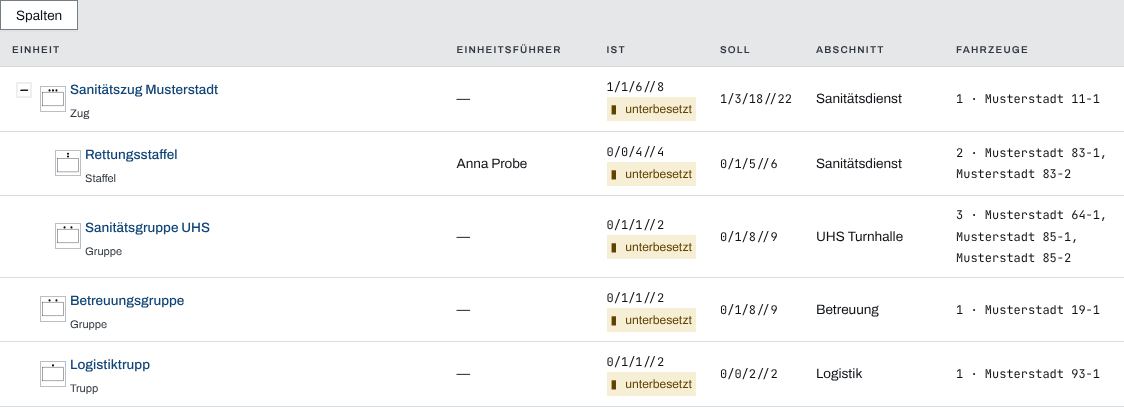 Spalten
EINHEIT EINHEITSFÜHRER IST SOLL ABSCHNITT FAHRZEUGE
Sanitätszug Musterstadt
Zug
—
1/1/6//8
unterbesetzt
1/3/18//22
Sanitätsdienst
1 · Musterstadt 11-1
Rettungsstaffel
Staffel
Anna Probe
0/0/4//4
unterbesetzt
0/1/5//6
Sanitätsdienst
2 · Musterstadt 83-1,
Musterstadt 83-2
Sanitätsgruppe UHS
Gruppe
—
0/1/1//2
unterbesetzt
0/1/8//9
UHS Turnhalle
3 · Musterstadt 64-1,
Musterstadt 85-1,
Musterstadt 85-2
Betreuungsgruppe
Gruppe
—
0/1/1//2
unterbesetzt
0/1/8//9
Betreuung
1 · Musterstadt 19-1
Logistiktrupp
Trupp
—
0/1/1//2
unterbesetzt
0/0/2//2
Logistik
1 · Musterstadt 93-1